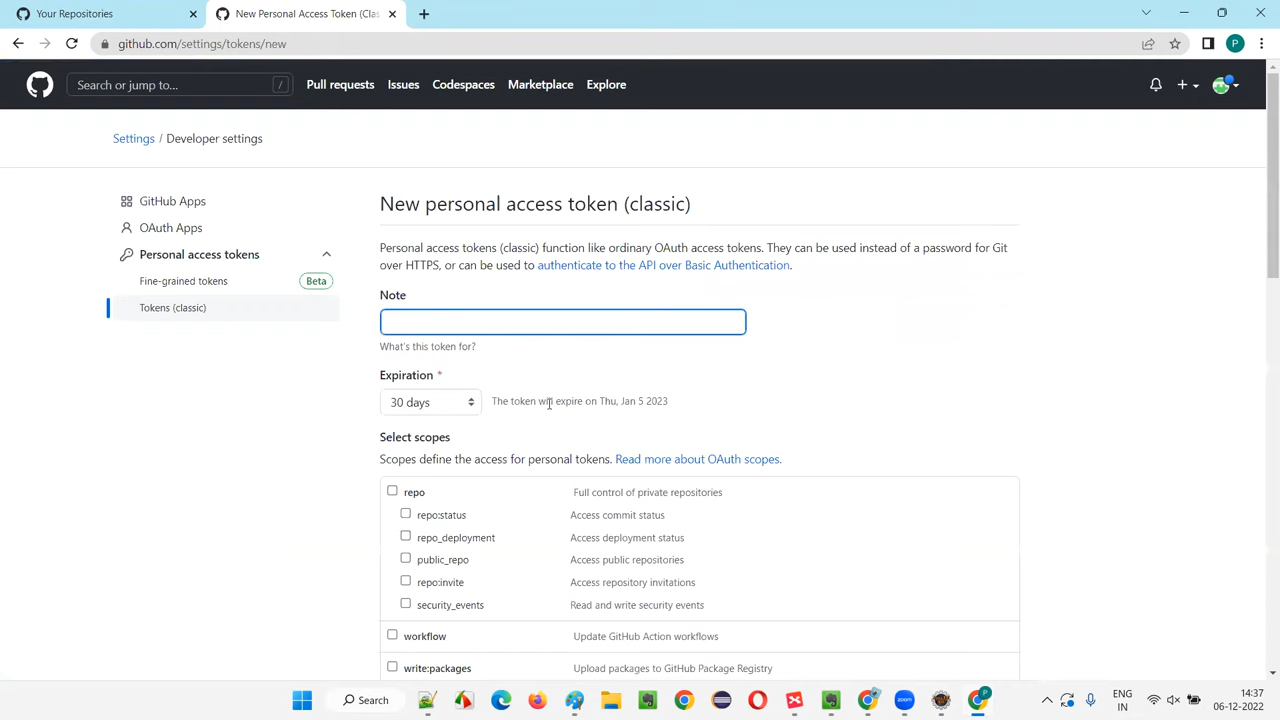 Your Repositories
New Personal Access Token (Clas
github.com/settings/tokens/new
P
Search or jump to...
/
Pull requests
Issues
Codespaces
Marketplace
Explore
Settings / Developer settings
GitHub Apps
OAuth Apps
Personal access tokens
Fine-grained tokens
Beta
Tokens (classic)
New personal access token (classic)
Personal access tokens (classic) function like ordinary OAuth access tokens. They can be used instead of a password for Git
over HTTPS, or can be used to authenticate to the API over Basic Authentication.
Note
What's this token for?
Expiration *
30 days
The token will expire on Thu, Jan 5 2023
Select scopes
Scopes define the access for personal tokens. Read more about OAuth scopes.
repo Full control of private repositories
repo:status Access commit status
repo_deployment Access deployment status
public_repo Access public repositories
repo:invite Access repository invitations
security_events Read and write security events
workflow Update GitHub Action workflows
write:packages Upload packages to GitHub Package Registry
Search
P
ENG
IN
14:37
06-12-2022